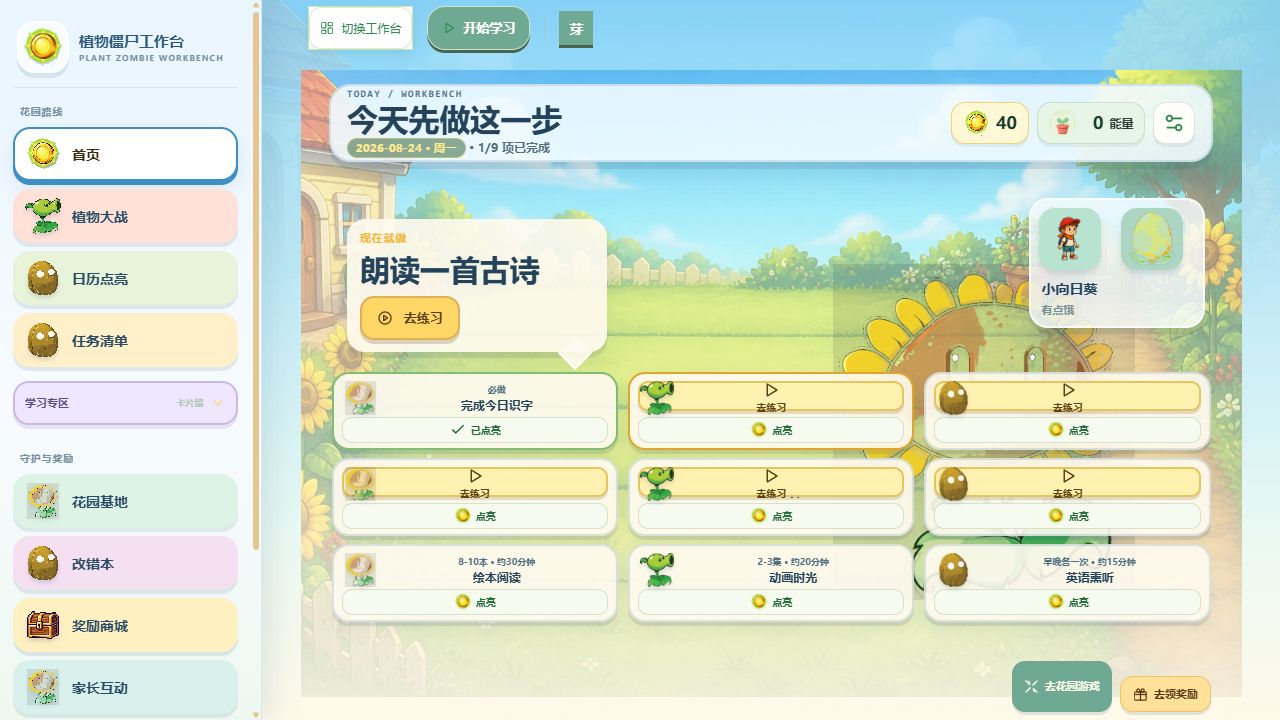 植物僵尸工作台
PLANT ZOMBIE WORKBENCH
花园路线
首页
植物大战
日历点亮
任务清单
学习专区
卡片篇
守护与奖励
花园基地
改错本
奖励商城
家长互动
切换工作台
开始学习
芽
TODAY / WORKBENCH
今天先做这一步
2026-08-24 • 周一 • 1/9 项已完成
40
0 能量
现在就做
朗读一首古诗
去练习
小向日葵
有点饿
必做
完成今日识字
已点亮
去练习
点亮
去练习
点亮
去练习
点亮
去练习
点亮
去练习
点亮
8-10本 • 约30分钟
绘本阅读
点亮
2-3集 • 约20分钟
动画时光
点亮
早晚各一次 • 约15分钟
英语熏听
点亮
去花园游戏
去领奖励